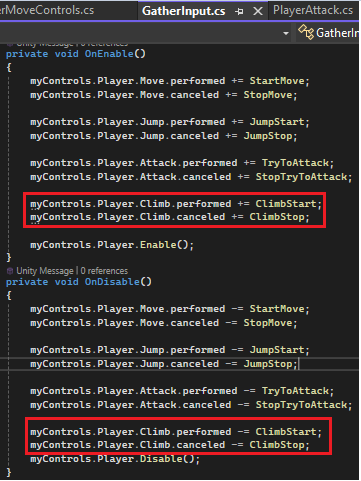 erMoveControls.cs
GatherInput.cs
PlayerAttack.cs
GatherIn
Unity Message | 0 references
private void OnEnable()
{
myControls.Player.Move.performed += StartMove;
myControls.Player.Move.canceled += StopMove;
myControls.Player.Jump.performed += JumpStart;
myControls.Player.Jump.canceled += JumpStop;
myControls.Player.Attack.performed += TryToAttack;
myControls.Player.Attack.canceled += StopTryToAttack;
myControls.Player.Climb.performed += ClimbStart;
myControls.Player.Climb.canceled += ClimbStop;
myControls.Player.Enable();
}
Unity Message | 0 references
private void OnDisable()
{
myControls.Player.Move.performed -= StartMove;
myControls.Player.Move.canceled -= StopMove;
myControls.Player.Jump.performed -= JumpStart;
myControls.Player.Jump.canceled -= JumpStop;
myControls.Player.Attack.performed -= TryToAttack;
myControls.Player.Attack.canceled -= StopTryToAttack;
myControls.Player.Climb.performed -= ClimbStart;
myControls.Player.Climb.canceled -= ClimbStop;
myControls.Player.Disable();
}